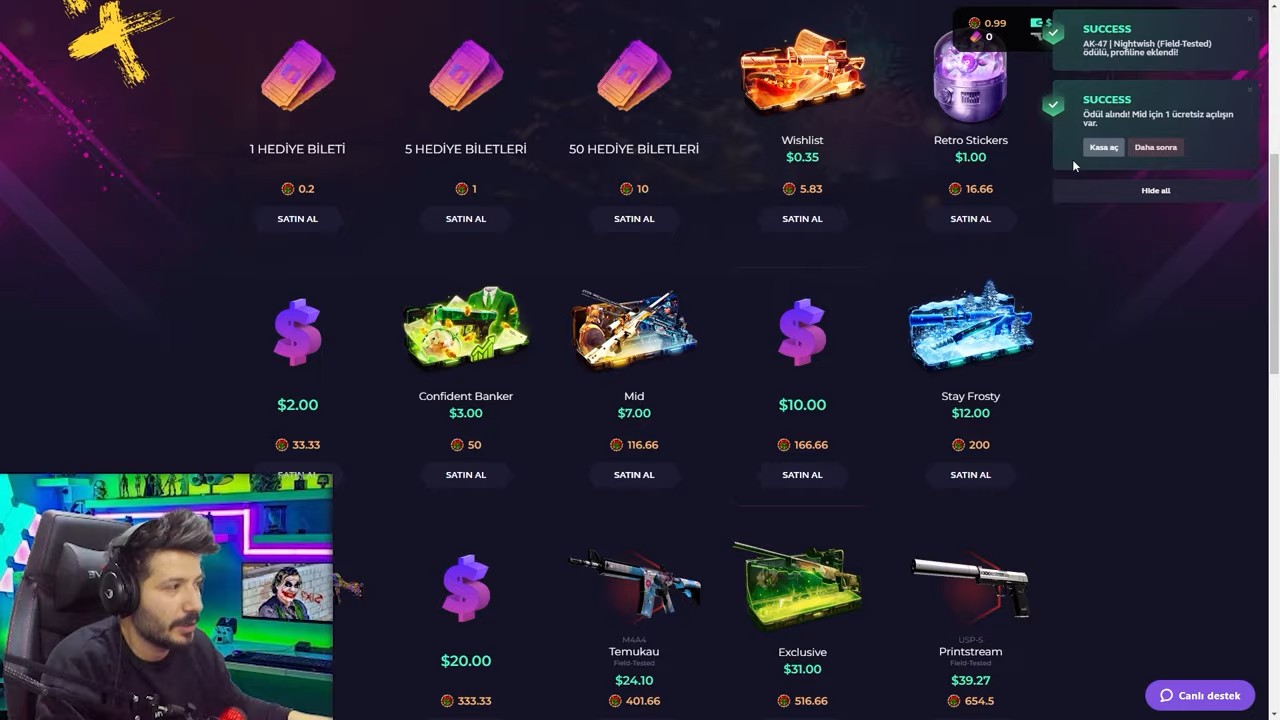 0.99
$
0
SUCCESS
AK-47 | Nightwish (Field-Tested)
ödülü, profiline eklendi!
SUCCESS
Ödül alındı! Mid için 1 ücretsiz açılışın
var.
Kasa aç
Daha sonra
Hide all
1 HEDİYE BİLETİ
5 HEDİYE BİLETLERİ
50 HEDİYE BİLETLERİ
Wishlist
$0.35
Retro Stickers
$1.00
0.2
1
10
5.83
16.66
SATIN AL
SATIN AL
SATIN AL
SATIN AL
SATIN AL
$2.00
Confident Banker
$3.00
Mid
$7.00
$10.00
Stay Frosty
$12.00
33.33
50
116.66
166.66
200
SATIN AL
SATIN AL
SATIN AL
SATIN AL
SATIN AL
$20.00
M4A4
Temukau
Field-Tested
$24.10
Exclusive
$31.00
USP-S
Printstream
Field-Tested
$39.27
333.33
401.66
516.66
654.5
Canlı destek